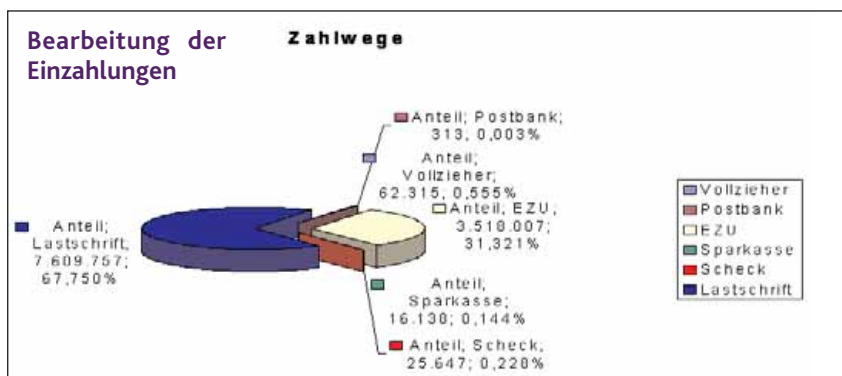 Bearbeitung der
Einzahlungen
Zahlwege
Anteil; Postbank;
313, 0,003%
Anteil;
Vollzieher;
62.315, 0,555%
Anteil, EZU;
3.518.007;
31,321%
Anteil;
Lastschrift;
7.609.757;
67,750%
Anteil;
Sparkasse;
16.130; 0,144%
Anteil; Scheck;
25.647; 0,228%
Vollzieher
Postbank
EZU
Sparkasse
Scheck
Lastschrift